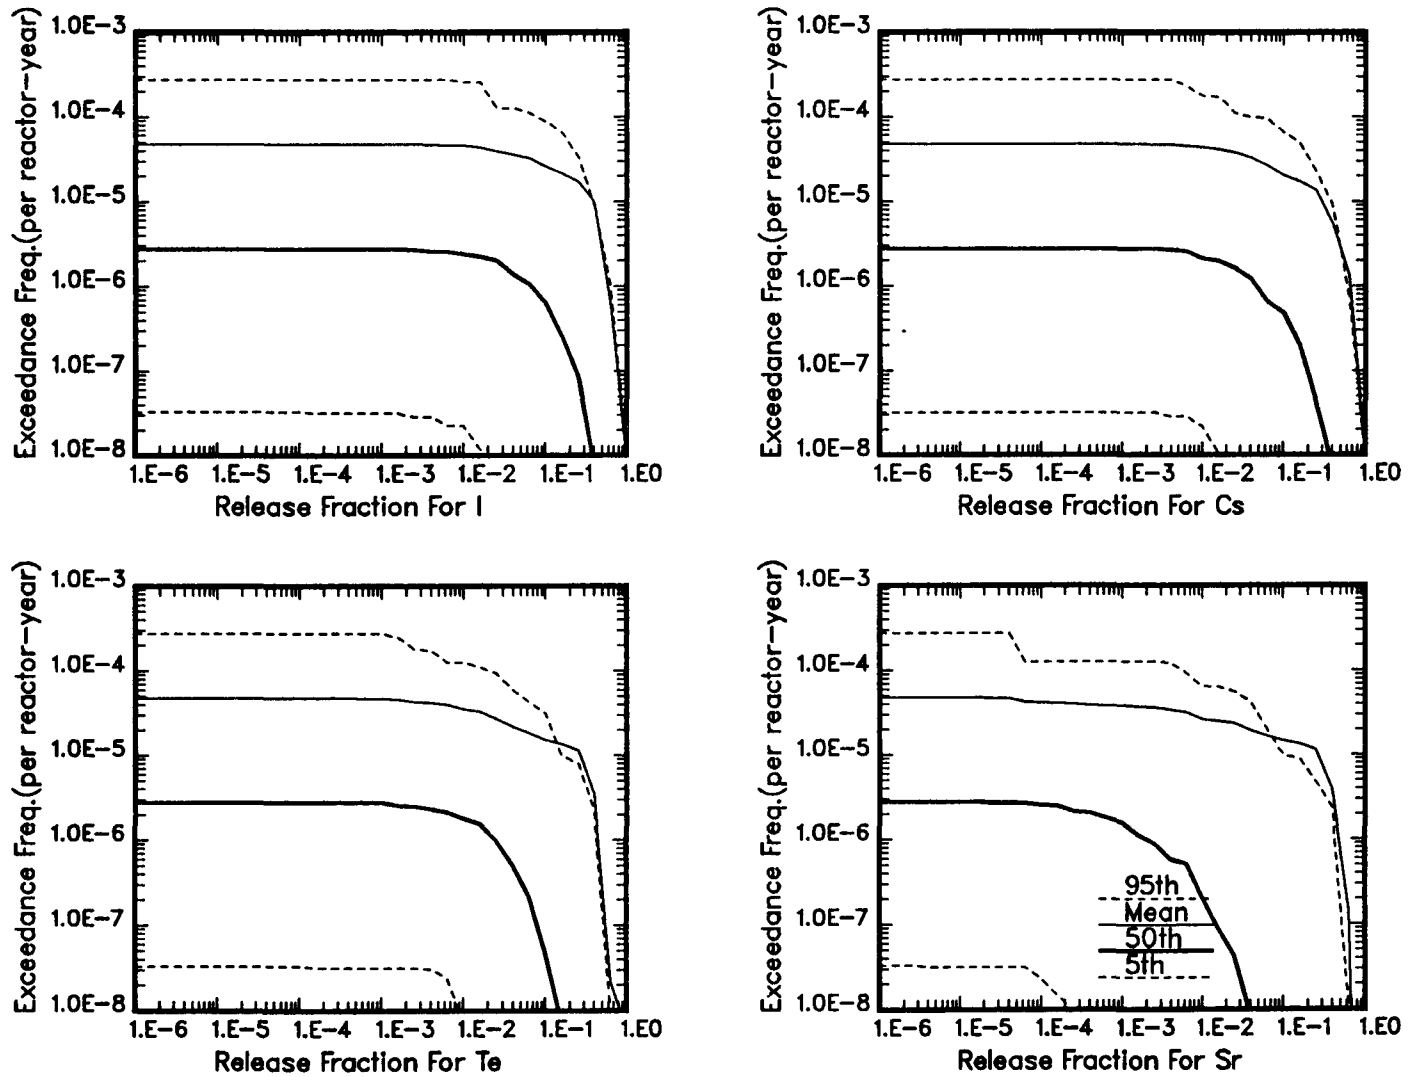 Exceedance Freq.(per reactor-year)
1.0E-3
1.0E-4
1.0E-5
1.0E-6
1.0E-7
1.0E-8
1.E-6 1.E-5 1.E-4 1.E-3 1.E-2 1.E-1 1.E0
Release Fraction For I
Exceedance Freq.(per reactor-year)
1.0E-3
1.0E-4
1.0E-5
1.0E-6
1.0E-7
1.0E-8
1.E-6 1.E-5 1.E-4 1.E-3 1.E-2 1.E-1 1.E0
Release Fraction For Cs
Exceedance Freq.(per reactor-year)
1.0E-3
1.0E-4
1.0E-5
1.0E-6
1.0E-7
1.0E-8
1.E-6 1.E-5 1.E-4 1.E-3 1.E-2 1.E-1 1.E0
Release Fraction For Te
Exceedance Freq.(per reactor-year)
1.0E-3
1.0E-4
1.0E-5
1.0E-6
1.0E-7
1.0E-8
95th
Mean
50th
5th
1.E-6 1.E-5 1.E-4 1.E-3 1.E-2 1.E-1 1.E0
Release Fraction For Sr